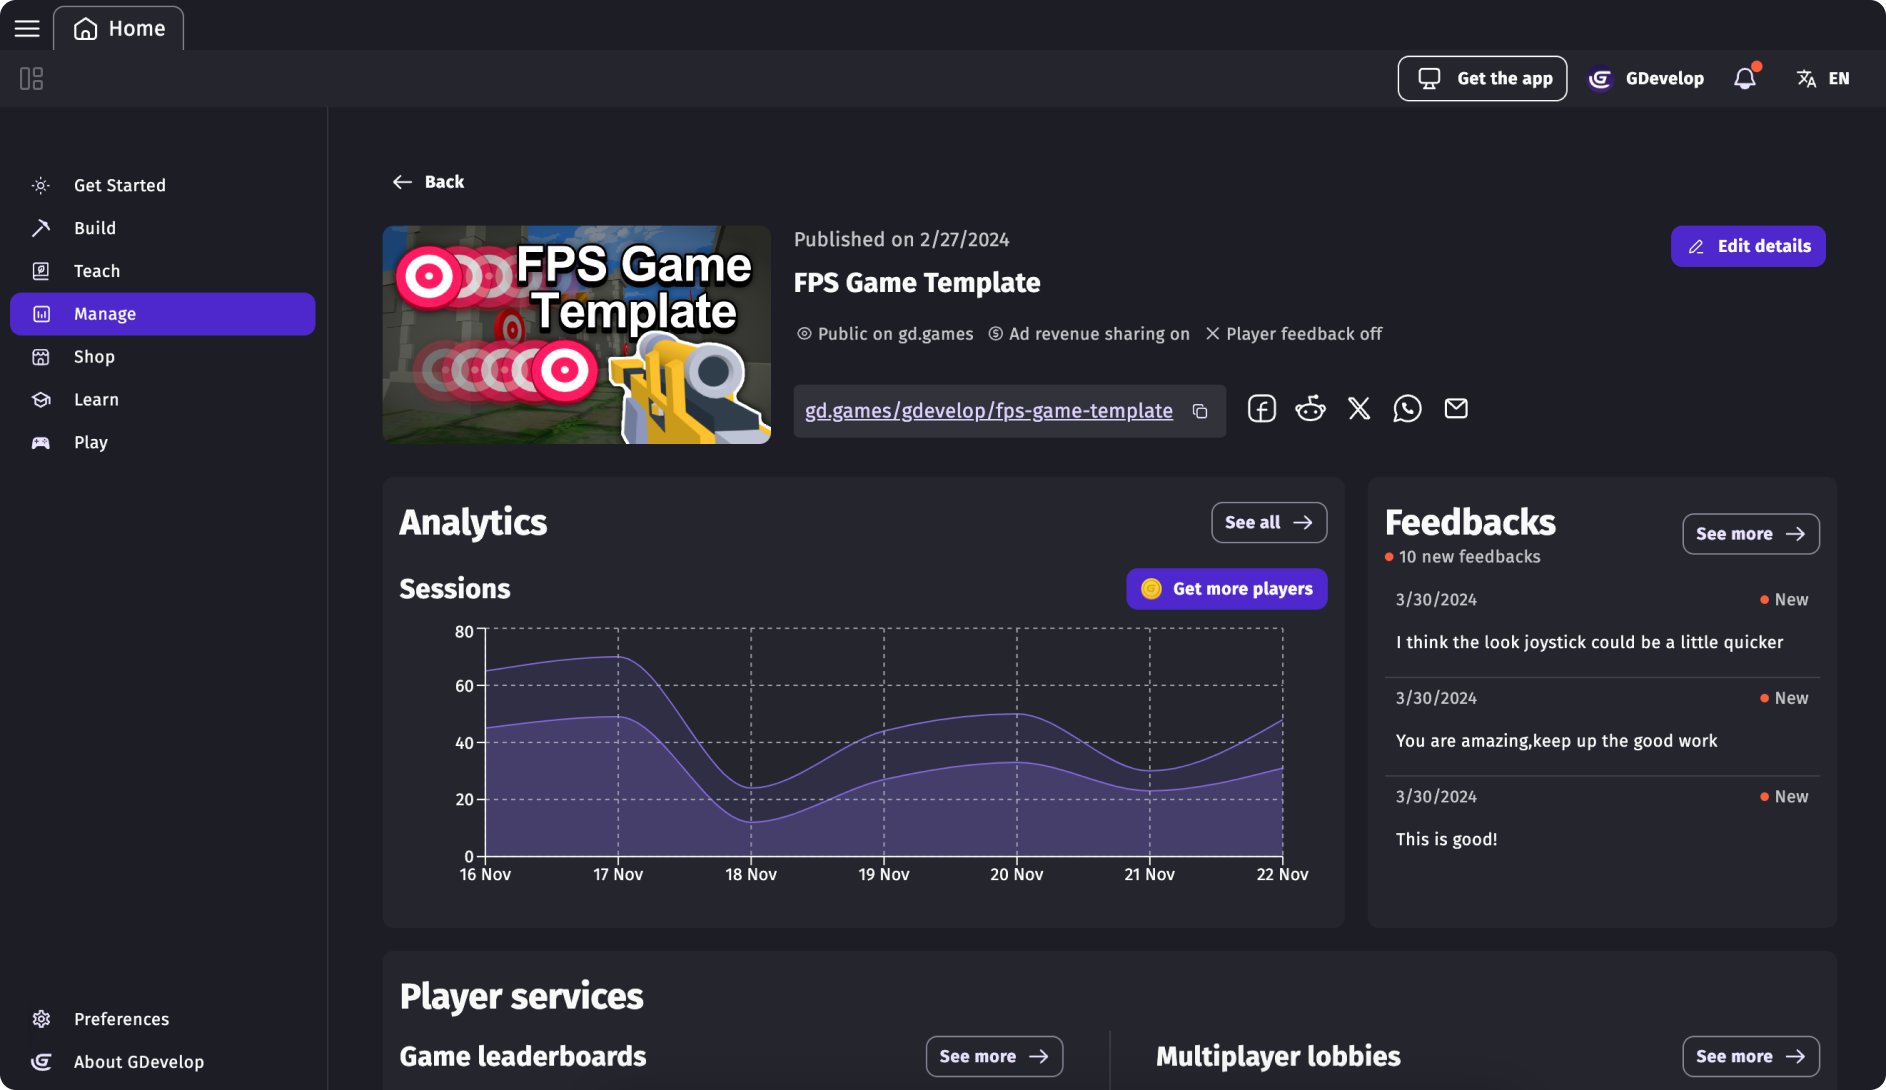 Home
Get the app
GDevelop
EN
Get Started
Build
Teach
Manage
Shop
Learn
Play
Preferences
About GDevelop
Back
FPS Game
Template
Published on 2/27/2024
Edit details
FPS Game Template
Public on gd.games
Ad revenue sharing on
Player feedback off
gd.games/gdevelop/fps-game-template
Analytics
See all
Sessions
Get more players
80
60
40
20
0
16 Nov
17 Nov
18 Nov
19 Nov
20 Nov
21 Nov
22 Nov
Feedbacks
10 new feedbacks
See more
3/30/2024
New
I think the look joystick could be a little quicker
3/30/2024
New
You are amazing,keep up the good work
3/30/2024
New
This is good!
Player services
Game leaderboards
See more
Multiplayer lobbies
See more